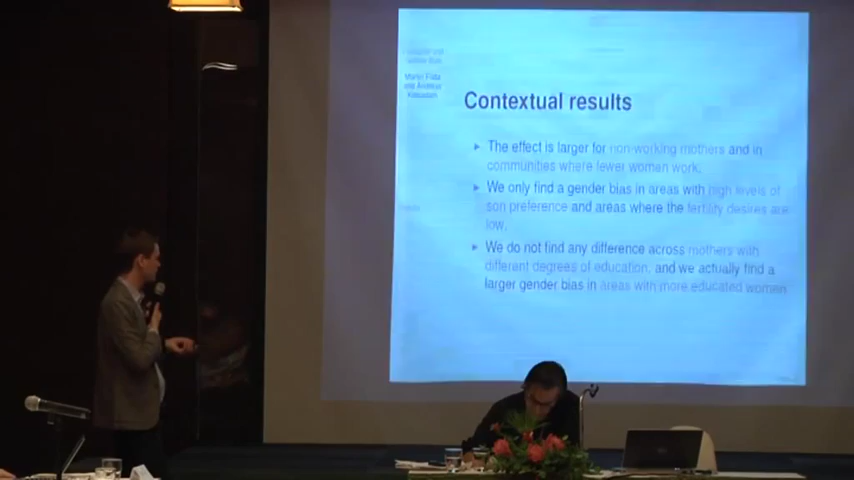 Contextual results
► The effect is larger for non-working mothers and in
communities where fewer women work.
► We only find a gender bias in areas with high levels of
son preference and areas where the fertility desires are
low.
► We do not find any difference across mothers with
different degrees of education, and we actually find a
larger gender bias in areas with more educated women